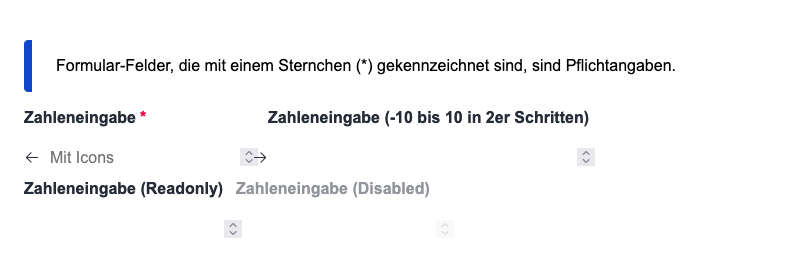 Formular-Felder, die mit einem Sternchen (*) gekennzeichnet sind, sind Pflichtangaben.
Zahleneingabe * Zahleneingabe (-10 bis 10 in 2er Schritten)
Mit Icons
Zahleneingabe (Readonly) Zahleneingabe (Disabled)